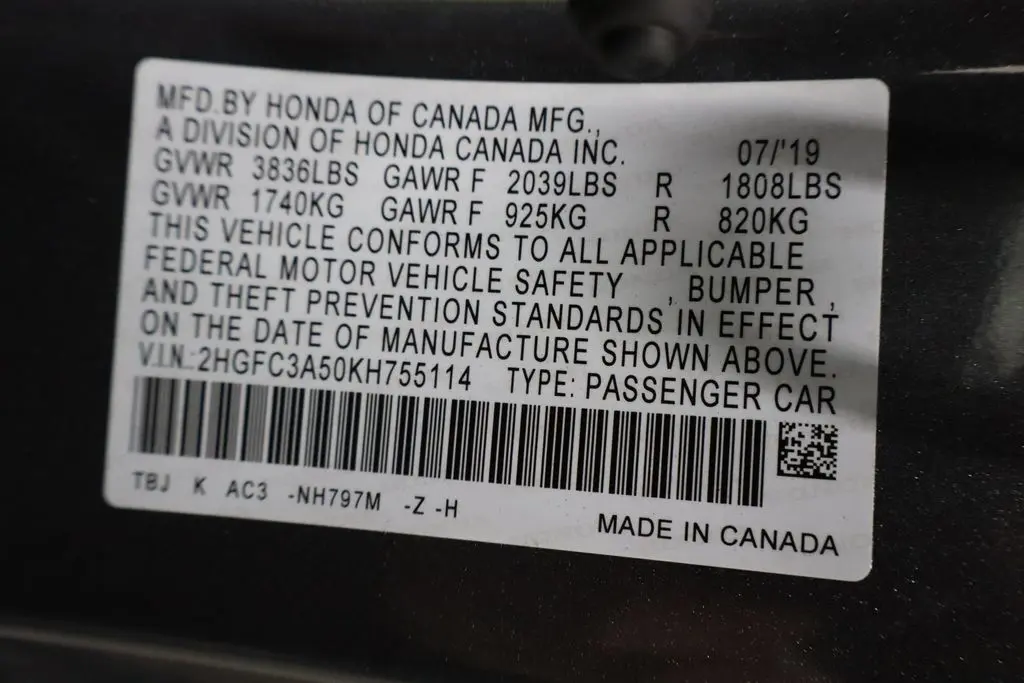 MFD.BY HONDA OF CANADA MFG.,
A DIVISION OF HONDA CANADA INC. 07/'19
GVWR 3836LBS GAWR F 2039LBS R 1808LBS
GVWR 1740KG GAWR F 925KG R 820KG
THIS VEHICLE CONFORMS TO ALL APPLICABLE
FEDERAL MOTOR VEHICLE SAFETY , BUMPER ,
AND THEFT PREVENTION STANDARDS IN EFFECT
ON THE DATE OF MANUFACTURE SHOWN ABOVE.
V.I.N.:2HGFC3A50KH755114 TYPE: PASSENGER CAR
TBJ K AC3 -NH797M -Z -H
MADE IN CANADA